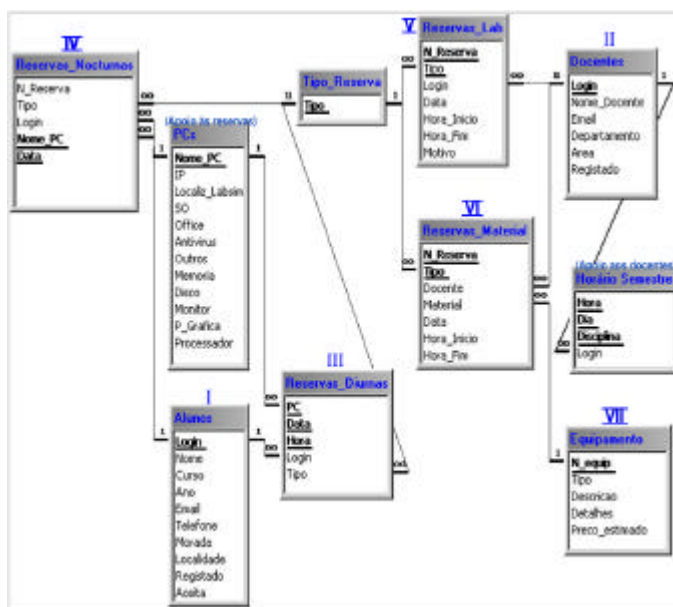 IV
Reservas_Nocturnas
N_Reserva
Tipo
Login
Nome_PC
Data
(Apoio às reservas)
PCs
Nome_PC
IP
Localiz_Labsim
SO
Office
Antivirus
Outros
Memoria
Disco
Monitor
P_Grafica
Processador
I
Alunos
Login
Nome
Curso
Ano
Email
Telefone
Morada
Localidade
Registado
Aceita
Tipo_Reserva
Tipo
III
Reservas_Diurnas
PC
Data
Hora
Login
Tipo
V
Reservas_Lab
N_Reserva
Tipo
Login
Data
Hora_Inicio
Hora_Fim
Motivo
VI
Reservas_Material
N_Reserva
Tipo
Docente
Material
Data
Hora_Inicio
Hora_Fim
II
Docentes
Login
Nome_Docente
Email
Departamento
Area
Registado
(Apoio aos docentes)
Horário Semestre
Hora
Dia
Disciplina
Login
VII
Equipamento
N_equip
Tipo
Descricao
Detalhes
Preco_estimado